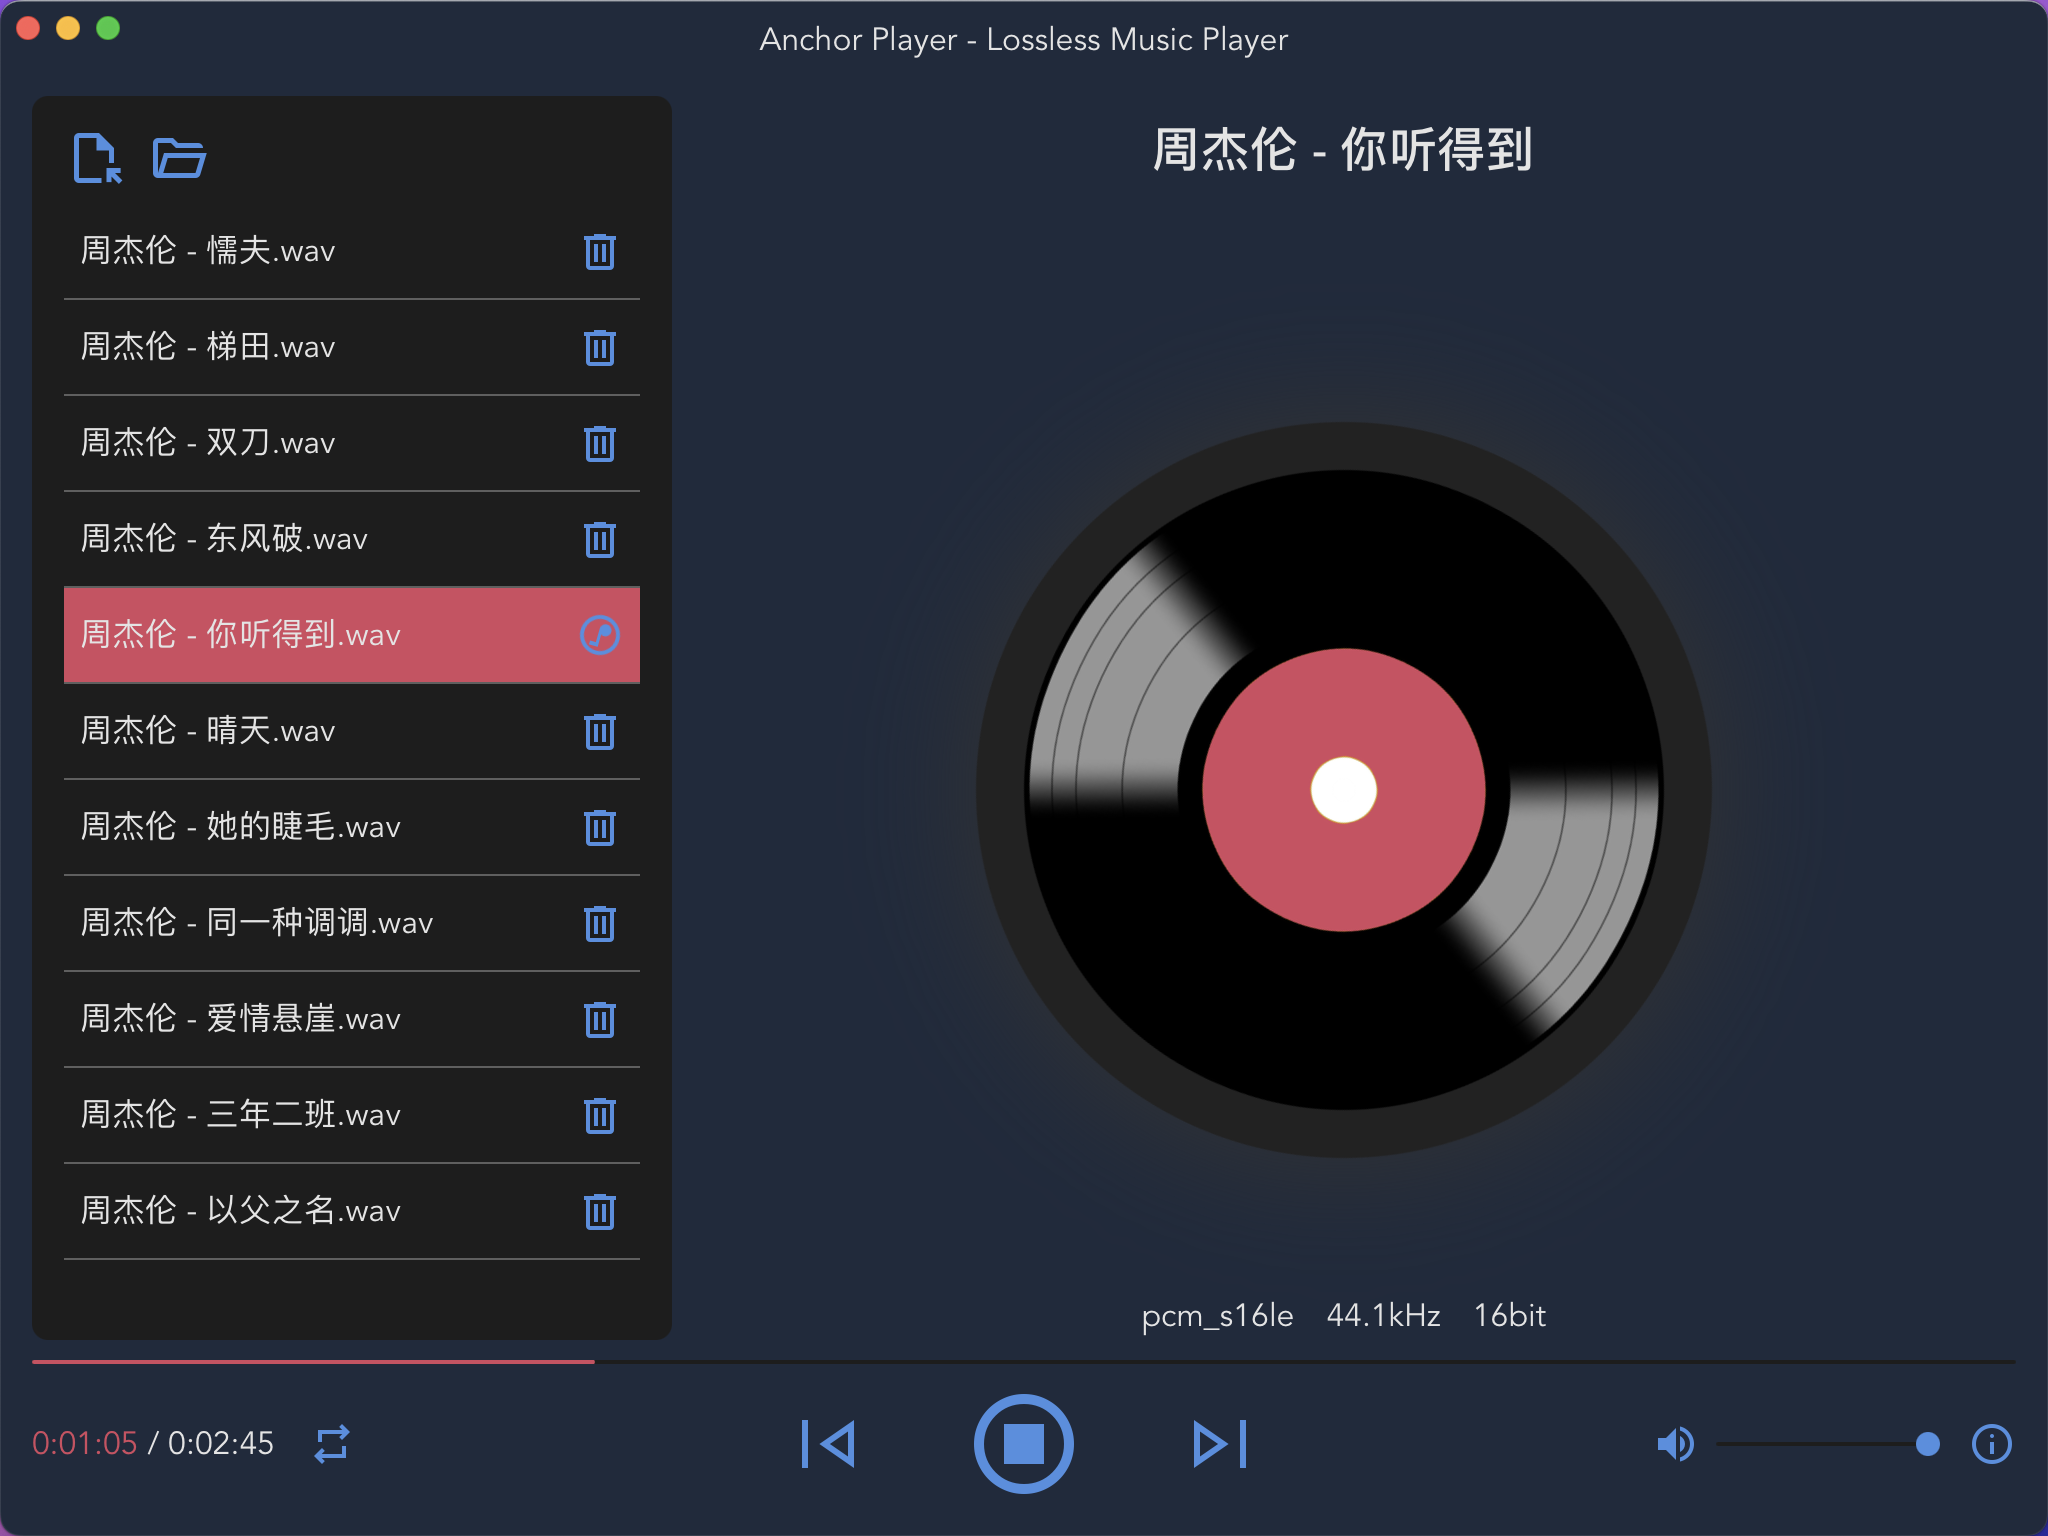 Anchor Player - Lossless Music Player
周杰伦 - 懦夫.wav
周杰伦 - 梯田.wav
周杰伦 - 双刀.wav
周杰伦 - 东风破.wav
周杰伦 - 你听得到.wav
周杰伦 - 晴天.wav
周杰伦 - 她的睫毛.wav
周杰伦 - 同一种调调.wav
周杰伦 - 爱情悬崖.wav
周杰伦 - 三年二班.wav
周杰伦 - 以父之名.wav
周杰伦 - 你听得到
pcm_s16le 44.1kHz 16bit
0:01:05 / 0:02:45